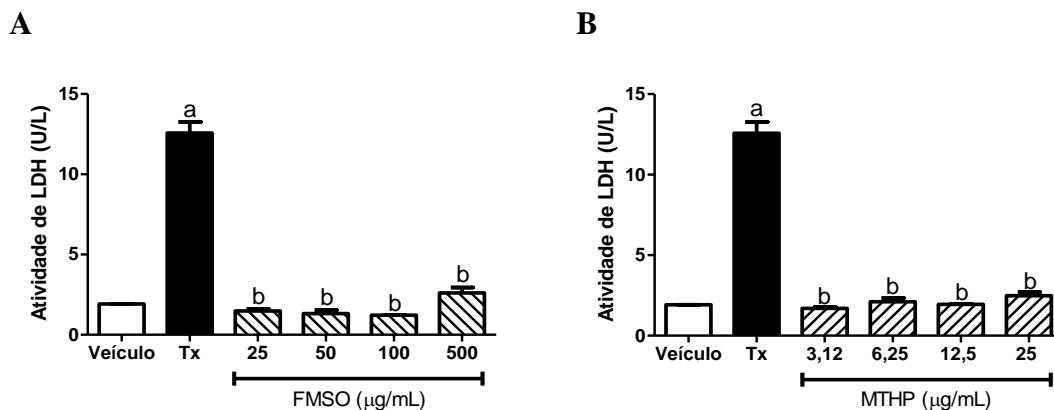 A
Atividade de LDH (U/L)
15
10
5
0
a
b b b b
Veículo Tx 25 50 100 500
FMSO (μg/mL)
B
Atividade de LDH (U/L)
15
10
5
0
a
b b b b
Veículo Tx 3,12 6,25 12,5 25
MTHP (μg/mL)